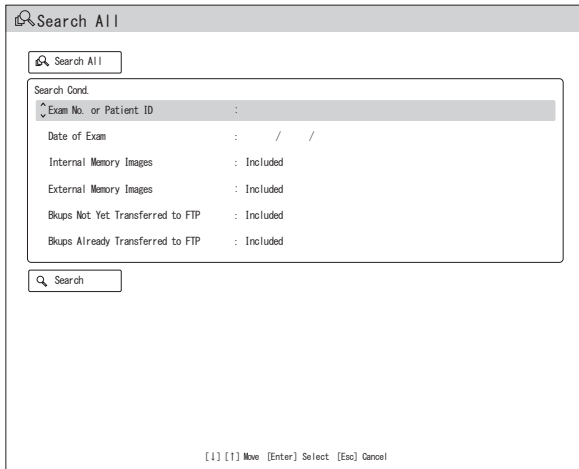 Search All
Search All
Search Cond.
Exam No. or Patient ID :
Date of Exam : / /
Internal Memory Images : Included
External Memory Images : Included
Bkups Not Yet Transferred to FTP : Included
Bkups Already Transferred to FTP : Included
Search
[↓] [↑] Move [Enter] Select [Esc] Cancel